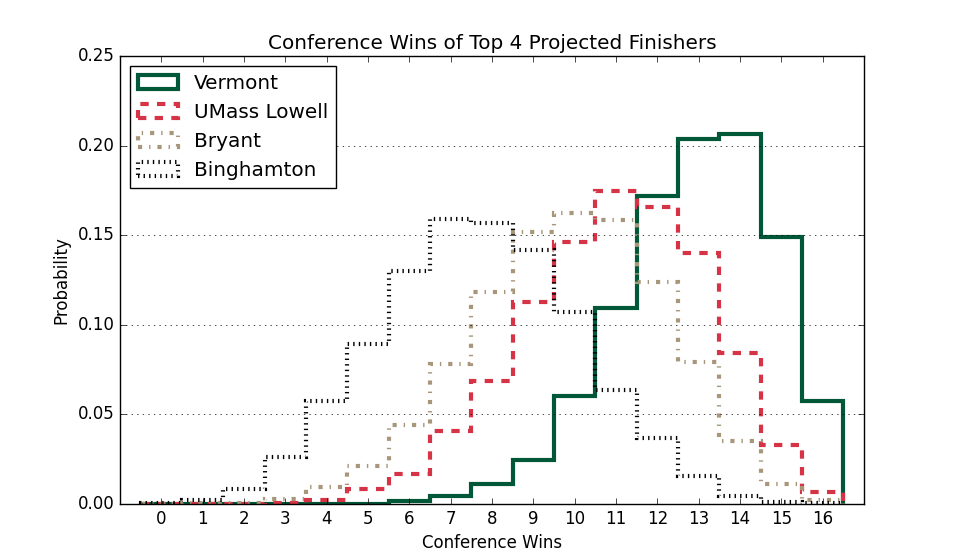 Conference Wins of Top 4 Projected Finishers
0.25
0.20
0.15
0.10
0.05
0.00
Probability
Vermont
UMass Lowell
Bryant
Binghamton
0 1 2 3 4 5 6 7 8 9 10 11 12 13 14 15 16
Conference Wins